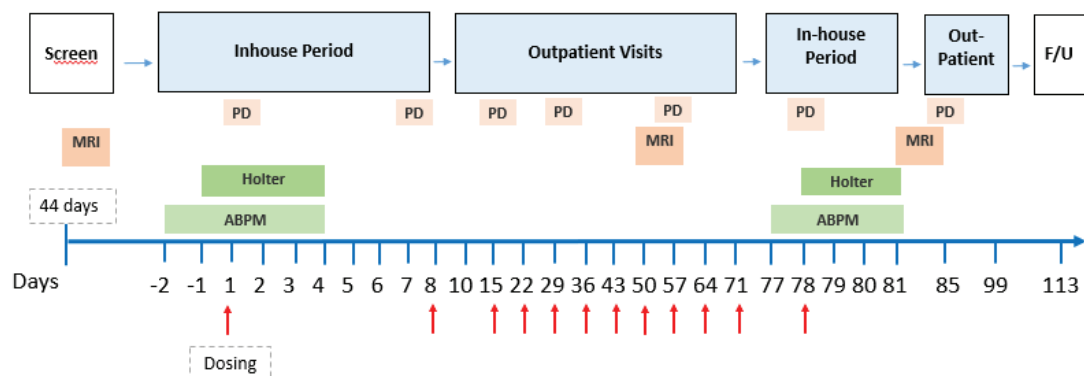 Screen
Inhouse Period
Outpatient Visits
In-house
Period
Out-
Patient
F/U
PD PD PD PD PD PD PD
MRI MRI MRI
Holter Holter
44 days
ABPM ABPM
Days -2 -1 1 2 3 4 5 6 7 8 10 15 22 29 36 43 50 57 64 71 77 78 79 80 81 85 99 113
Dosing